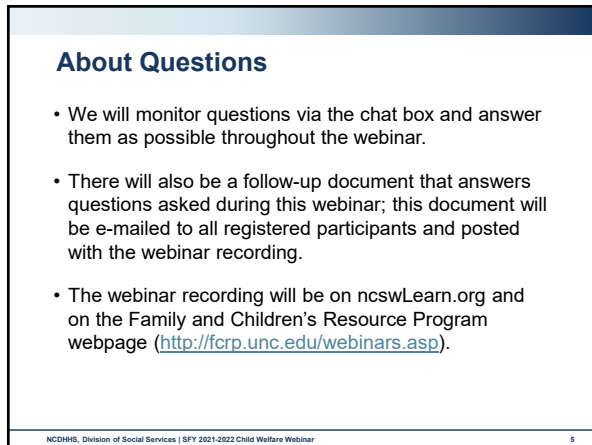 About Questions
• We will monitor questions via the chat box and answer
them as possible throughout the webinar.
• There will also be a follow-up document that answers
questions asked during this webinar; this document will
be e-mailed to all registered participants and posted
with the webinar recording.
• The webinar recording will be on ncswLearn.org and
on the Family and Children's Resource Program
webpage (http://fcrp.unc.edu/webinars.asp).
NCDHHS, Division of Social Services | SFY 2021-2022 Child Welfare Webinar 5